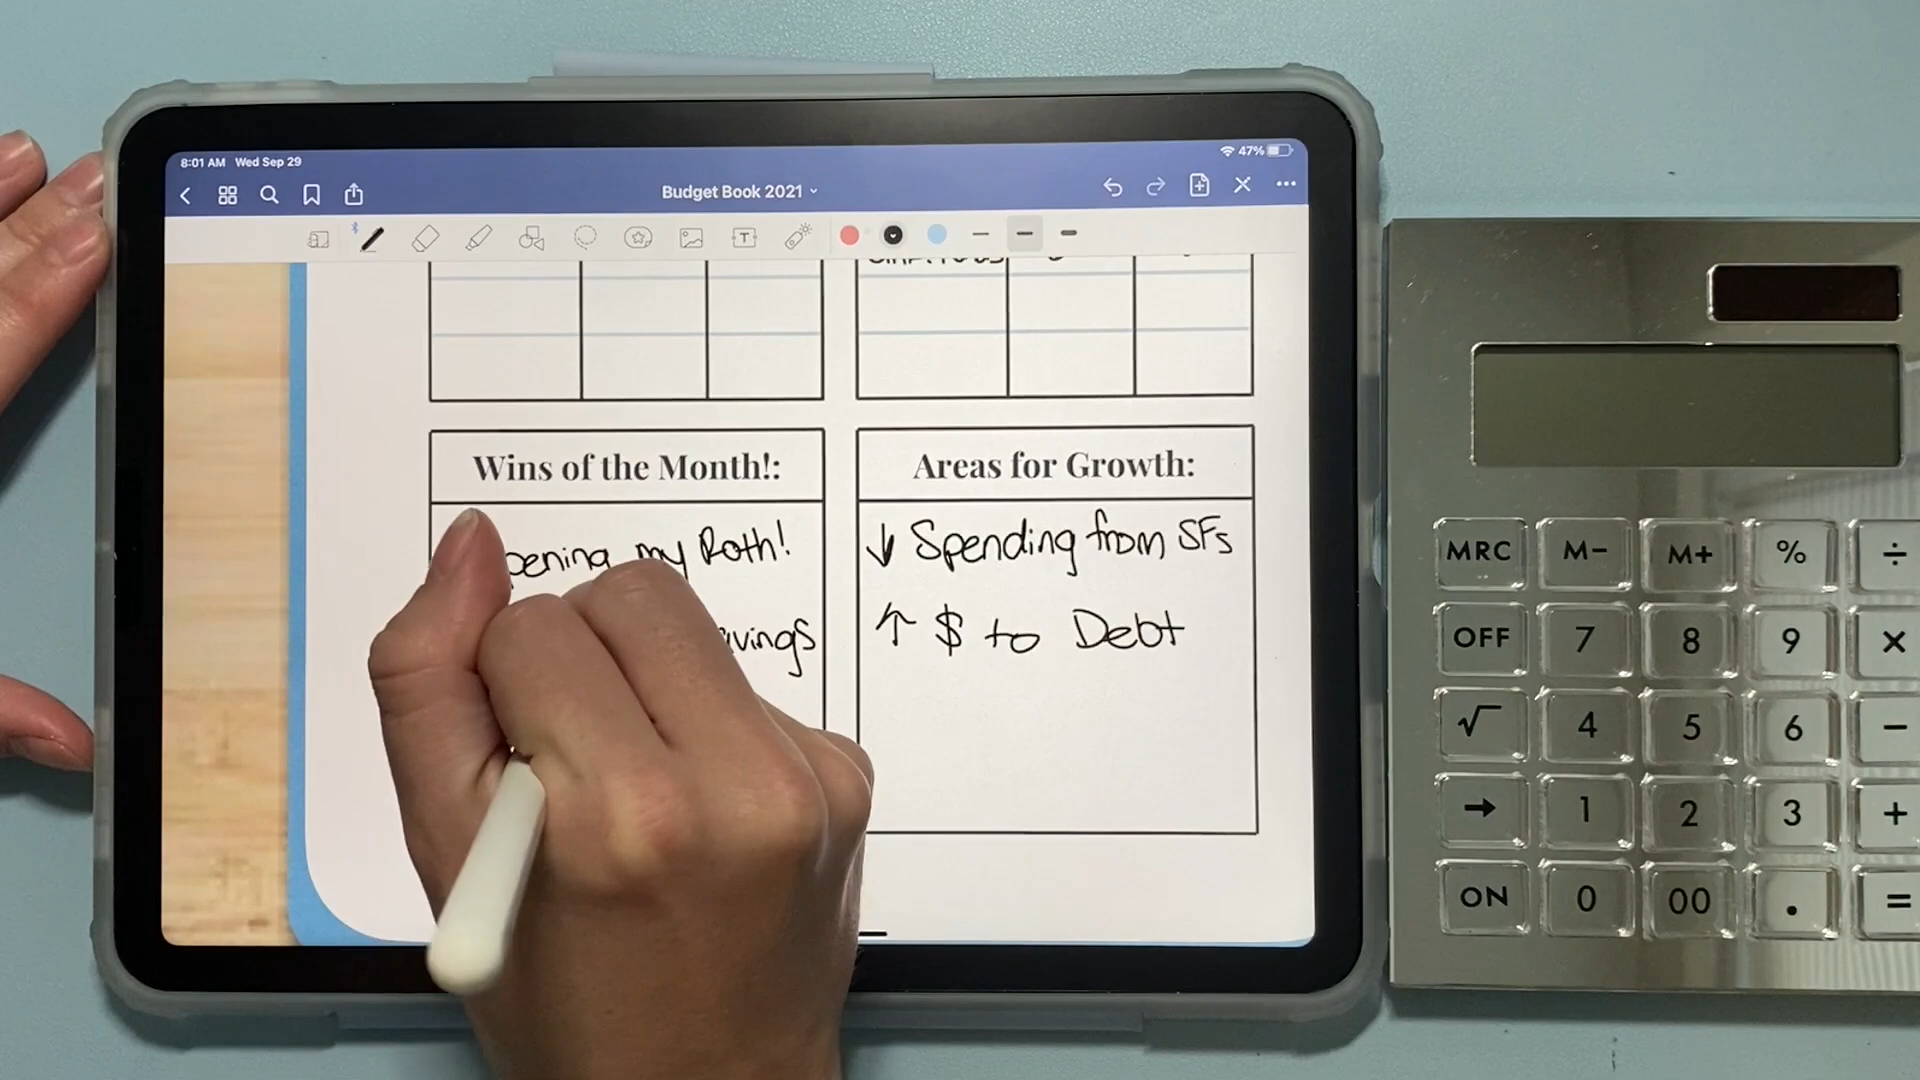 8:01 AM Wed Sep 29
47%
Budget Book 2021
T
Wins of the Month!:
Areas for Growth:
my Roth!
↓ Spending from SFs
↑ $ to Debt
MRC M- M+ % ÷
OFF 7 8 9 ×
√ 4 5 6 −
→ 1 2 3 +
ON 0 00 . =